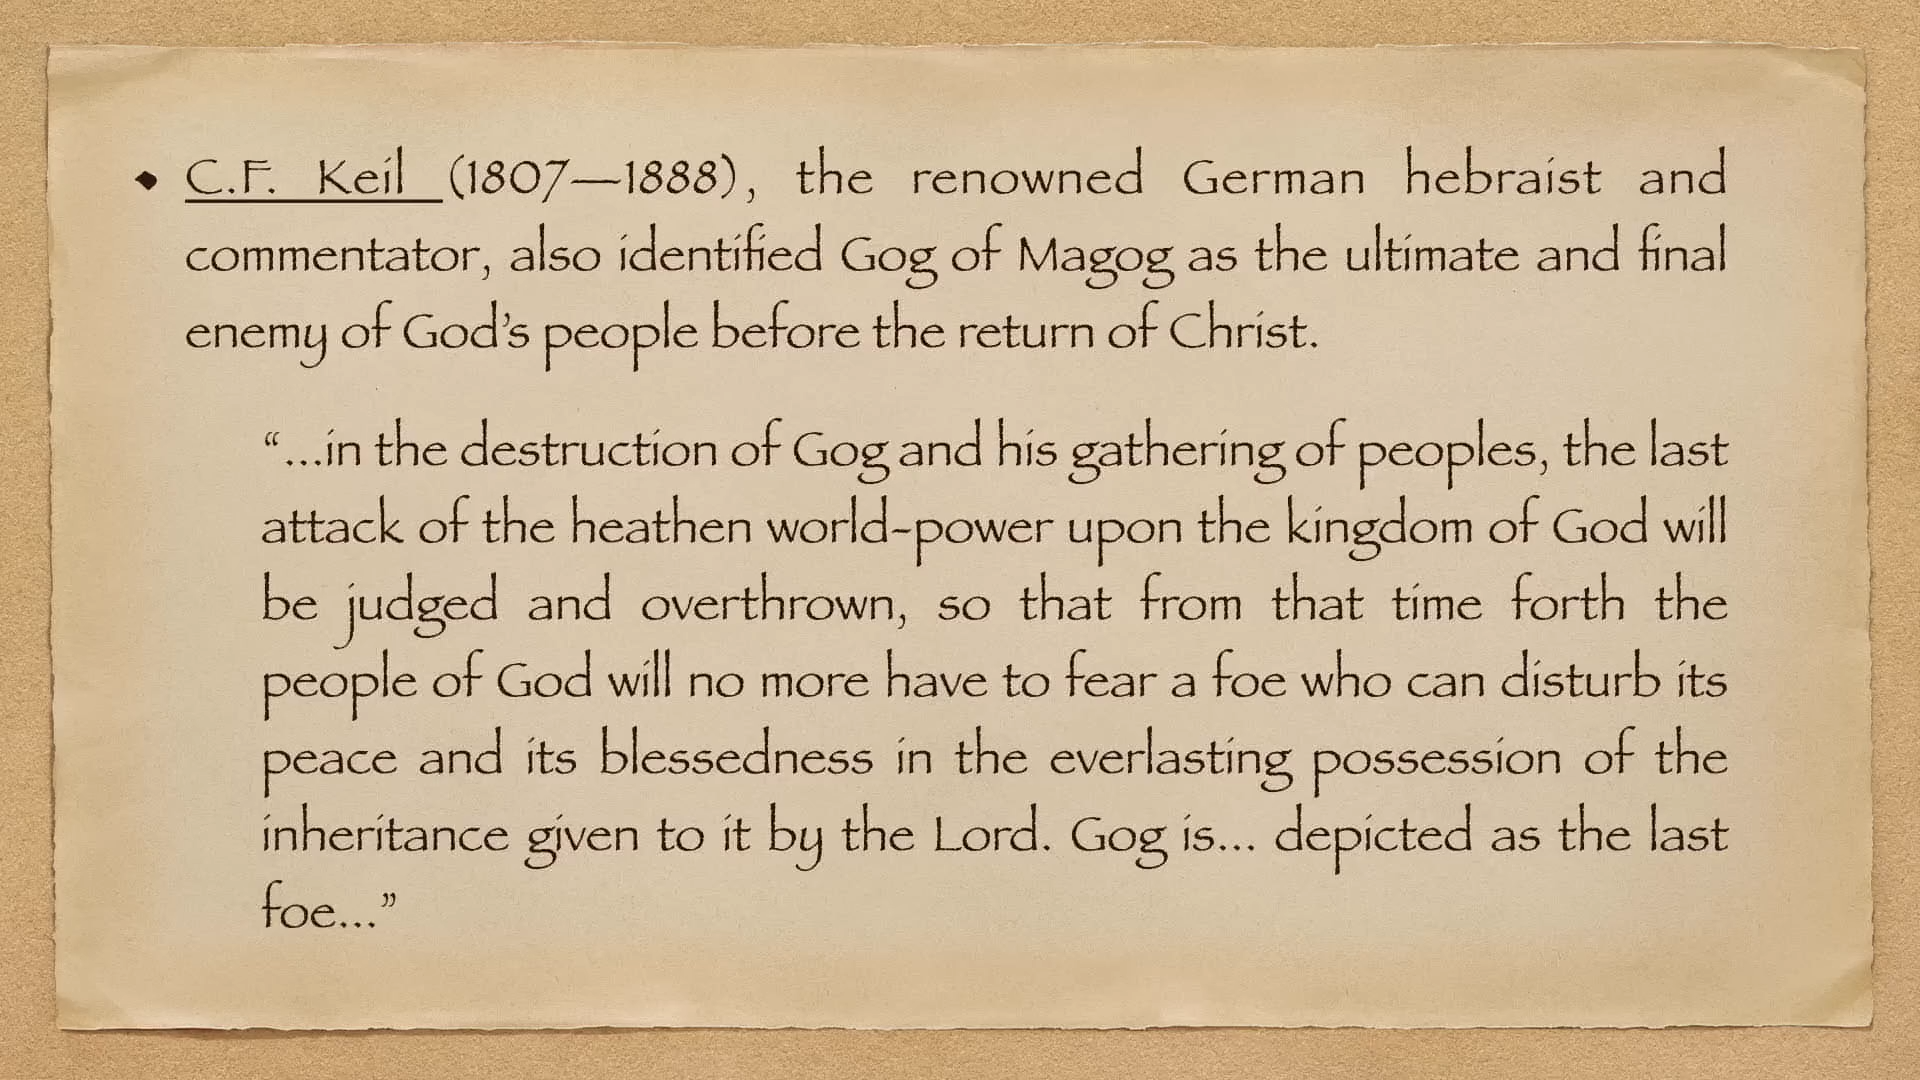 • C.F. Keil (1807—1888), the renowned German hebraist and
commentator, also identified Gog of Magog as the ultimate and final
enemy of God’s people before the return of Christ.
“…in the destruction of Gog and his gathering of peoples, the last
attack of the heathen world-power upon the kingdom of God will
be judged and overthrown, so that from that time forth the
people of God will no more have to fear a foe who can disturb its
peace and its blessedness in the everlasting possession of the
inheritance given to it by the Lord. Gog is… depicted as the last
foe…”